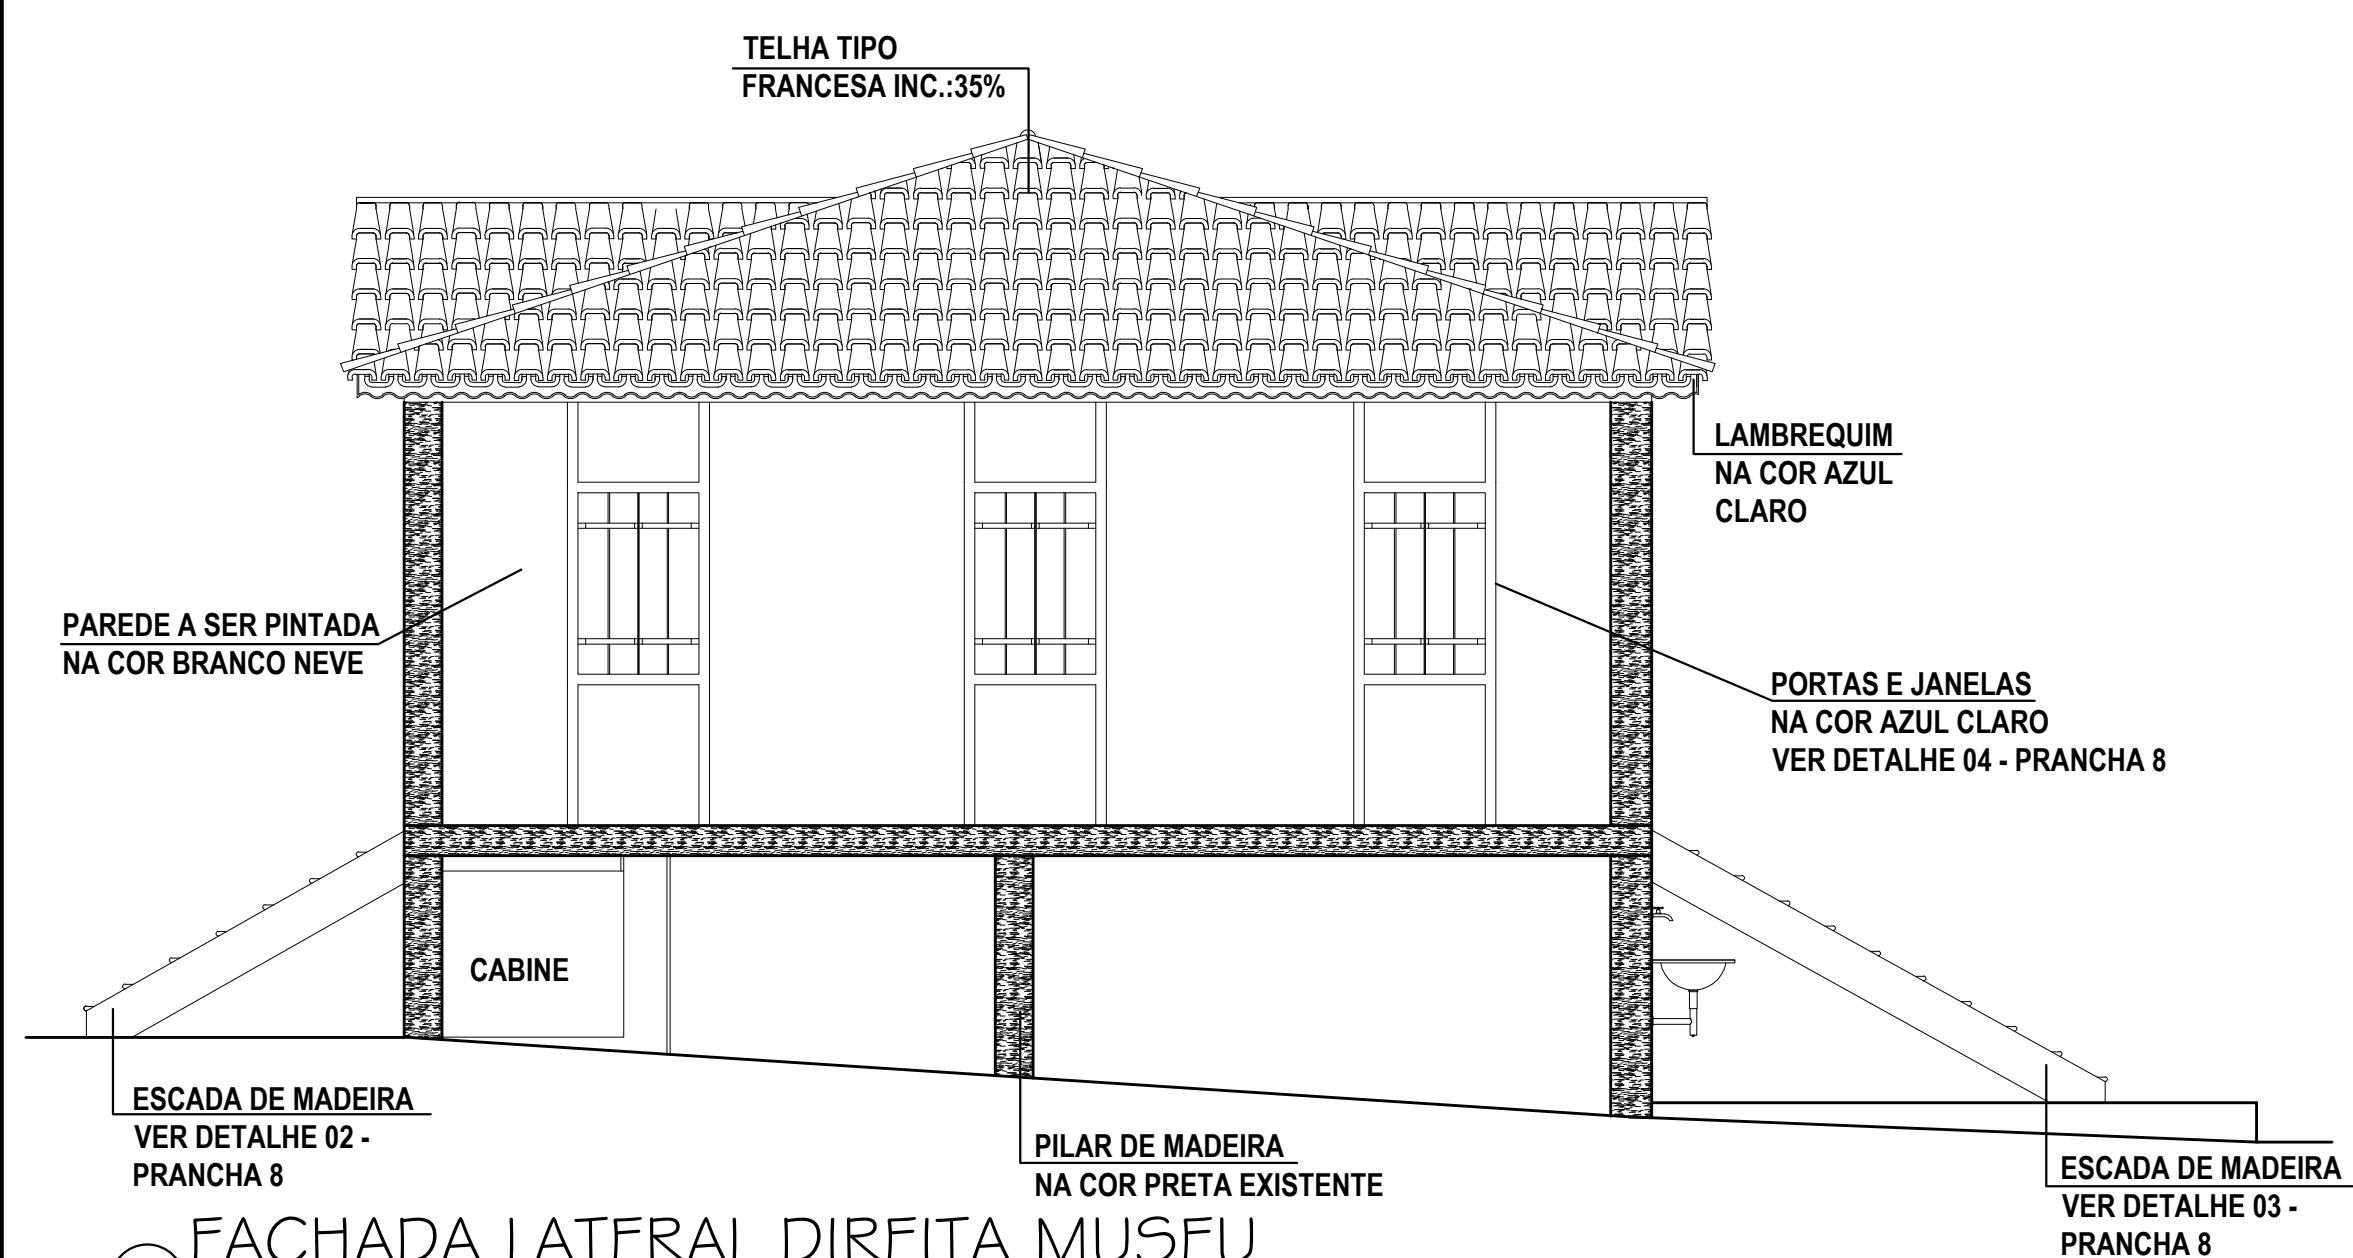 TELHA TIPO
FRANCESA INC.:35%
LAMBREQUIM
NA COR AZUL
CLARO
PAREDE A SER PINTADA
NA COR BRANCO NEVE
PORTAS E JANELAS
NA COR AZUL CLARO
VER DETALHE 04 - PRANCHA 8
CABINE
ESCADA DE MADEIRA
VER DETALHE 02 -
PRANCHA 8
PILAR DE MADEIRA
NA COR PRETA EXISTENTE
ESCADA DE MADEIRA
VER DETALHE 03 -
PRANCHA 8
FACHADA LATERAL DIREITA MUSEU